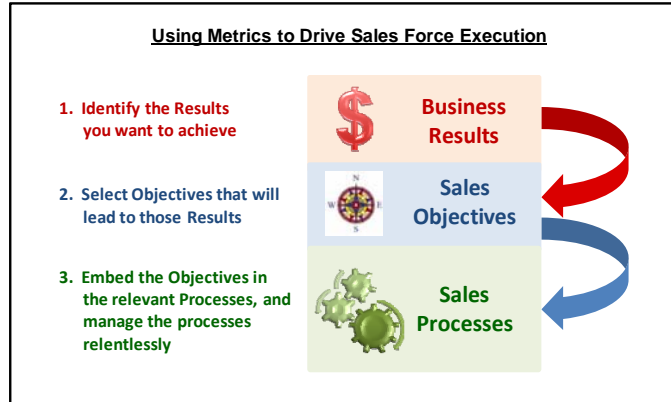 Using Metrics to Drive Sales Force Execution
1. Identify the Results
you want to achieve
Business
Results
2. Select Objectives that will
lead to those Results
N
W E
S
Sales
Objectives
3. Embed the Objectives in
the relevant Processes, and
manage the processes
relentlessly
Sales
Processes